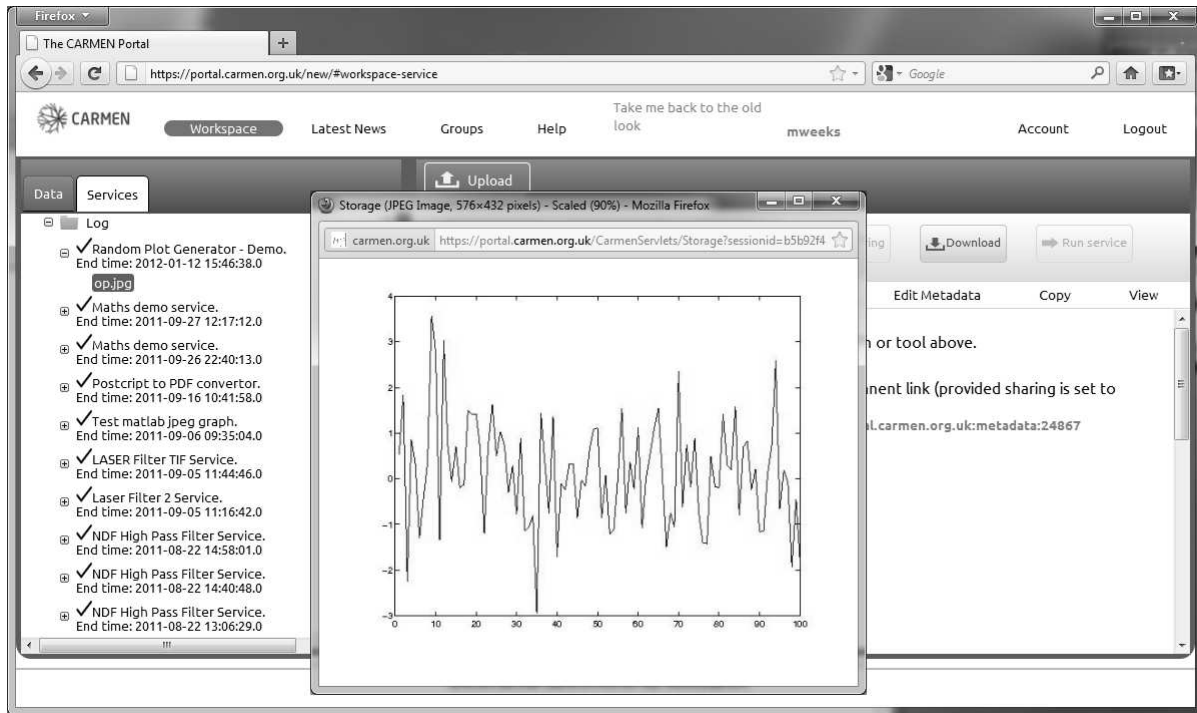 Firefox
The CARMEN Portal
https://portal.carmen.org.uk/new/#workspace-service
Google
CARMEN
Workspace
Latest News
Groups
Help
Take me back to the old
look
mweeks
Account
Logout
Data
Services
Upload
Log
Random Plot Generator - Demo.
End time: 2012-01-12 15:46:38.0
op.jpg
Maths demo service.
End time: 2011-09-27 12:17:12.0
Maths demo service.
End time: 2011-09-26 22:40:13.0
Postcript to PDF convertor.
End time: 2011-09-16 10:41:58.0
Test matlab jpeg graph.
End time: 2011-09-06 09:35:04.0
LASER Filter TIF Service.
End time: 2011-09-05 11:44:46.0
Laser Filter 2 Service.
End time: 2011-09-05 11:16:42.0
NDF High Pass Filter Service.
End time: 2011-08-22 14:58:01.0
NDF High Pass Filter Service.
End time: 2011-08-22 14:40:48.0
NDF High Pass Filter Service.
End time: 2011-08-22 13:06:29.0
Storage (JPEG Image, 576×432 pixels) - Scaled (90%) - Mozilla Firefox
carmen.org.uk
https://portal.carmen.org.uk/CarmenServlets/Storage?sessionid=b5b92f4
4
3
2
1
0
-1
-2
-3
0 10 20 30 40 50 60 70 80 90 100
ing
Download
Run service
Edit Metadata
Copy
View
or tool above.
anent link (provided sharing is set to
al.carmen.org.uk:metadata:24867